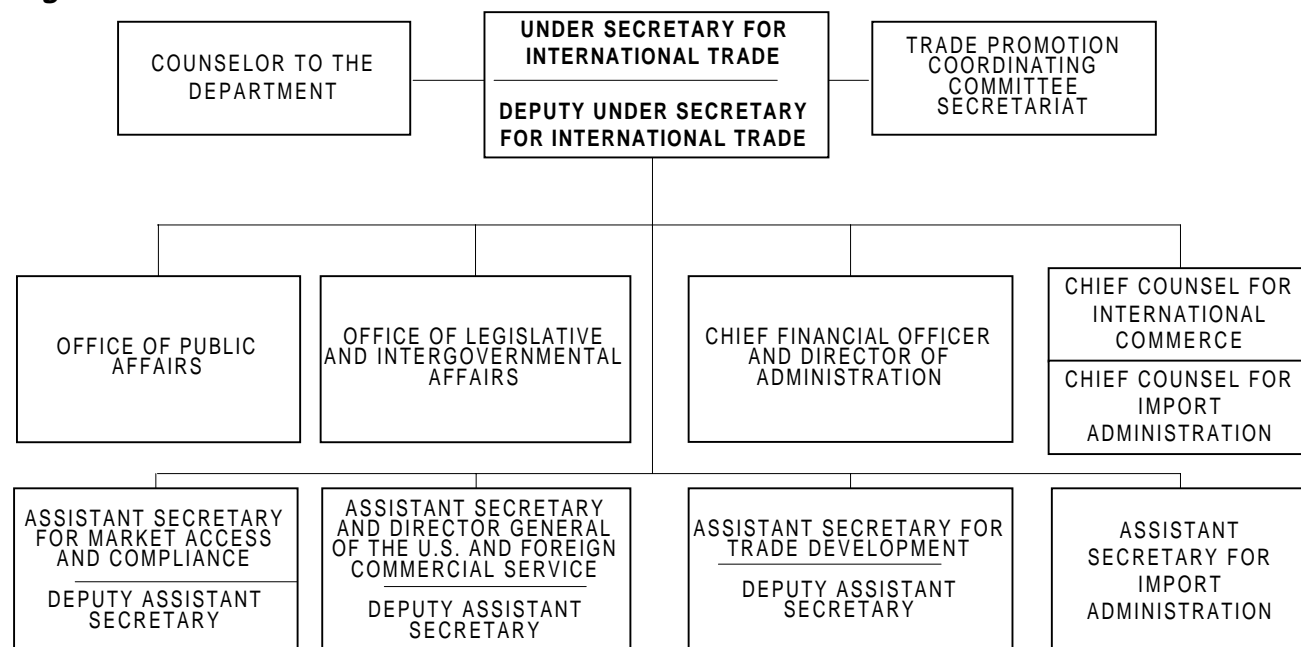 COUNSELOR TO THE
DEPARTMENT
UNDER SECRETARY FOR
INTERNATIONAL TRADE
DEPUTY UNDER SECRETARY
FOR INTERNATIONAL TRADE
TRADE PROMOTION
COORDINATING
COMMITTEE
SECRETARIAT
OFFICE OF PUBLIC
AFFAIRS
OFFICE OF LEGISLATIVE
AND INTERGOVERNMENTAL
AFFAIRS
CHIEF FINANCIAL OFFICER
AND DIRECTOR OF
ADMINISTRATION
CHIEF COUNSEL FOR
INTERNATIONAL
COMMERCE
CHIEF COUNSEL FOR
IMPORT
ADMINISTRATION
ASSISTANT SECRETARY
FOR MARKET ACCESS
AND COMPLIANCE
DEPUTY ASSISTANT
SECRETARY
ASSISTANT SECRETARY
AND DIRECTOR GENERAL
OF THE U.S. AND FOREIGN
COMMERCIAL SERVICE
DEPUTY ASSISTANT
SECRETARY
ASSISTANT SECRETARY FOR
TRADE DEVELOPMENT
DEPUTY ASSISTANT
SECRETARY
ASSISTANT
SECRETARY FOR
IMPORT
ADMINISTRATION